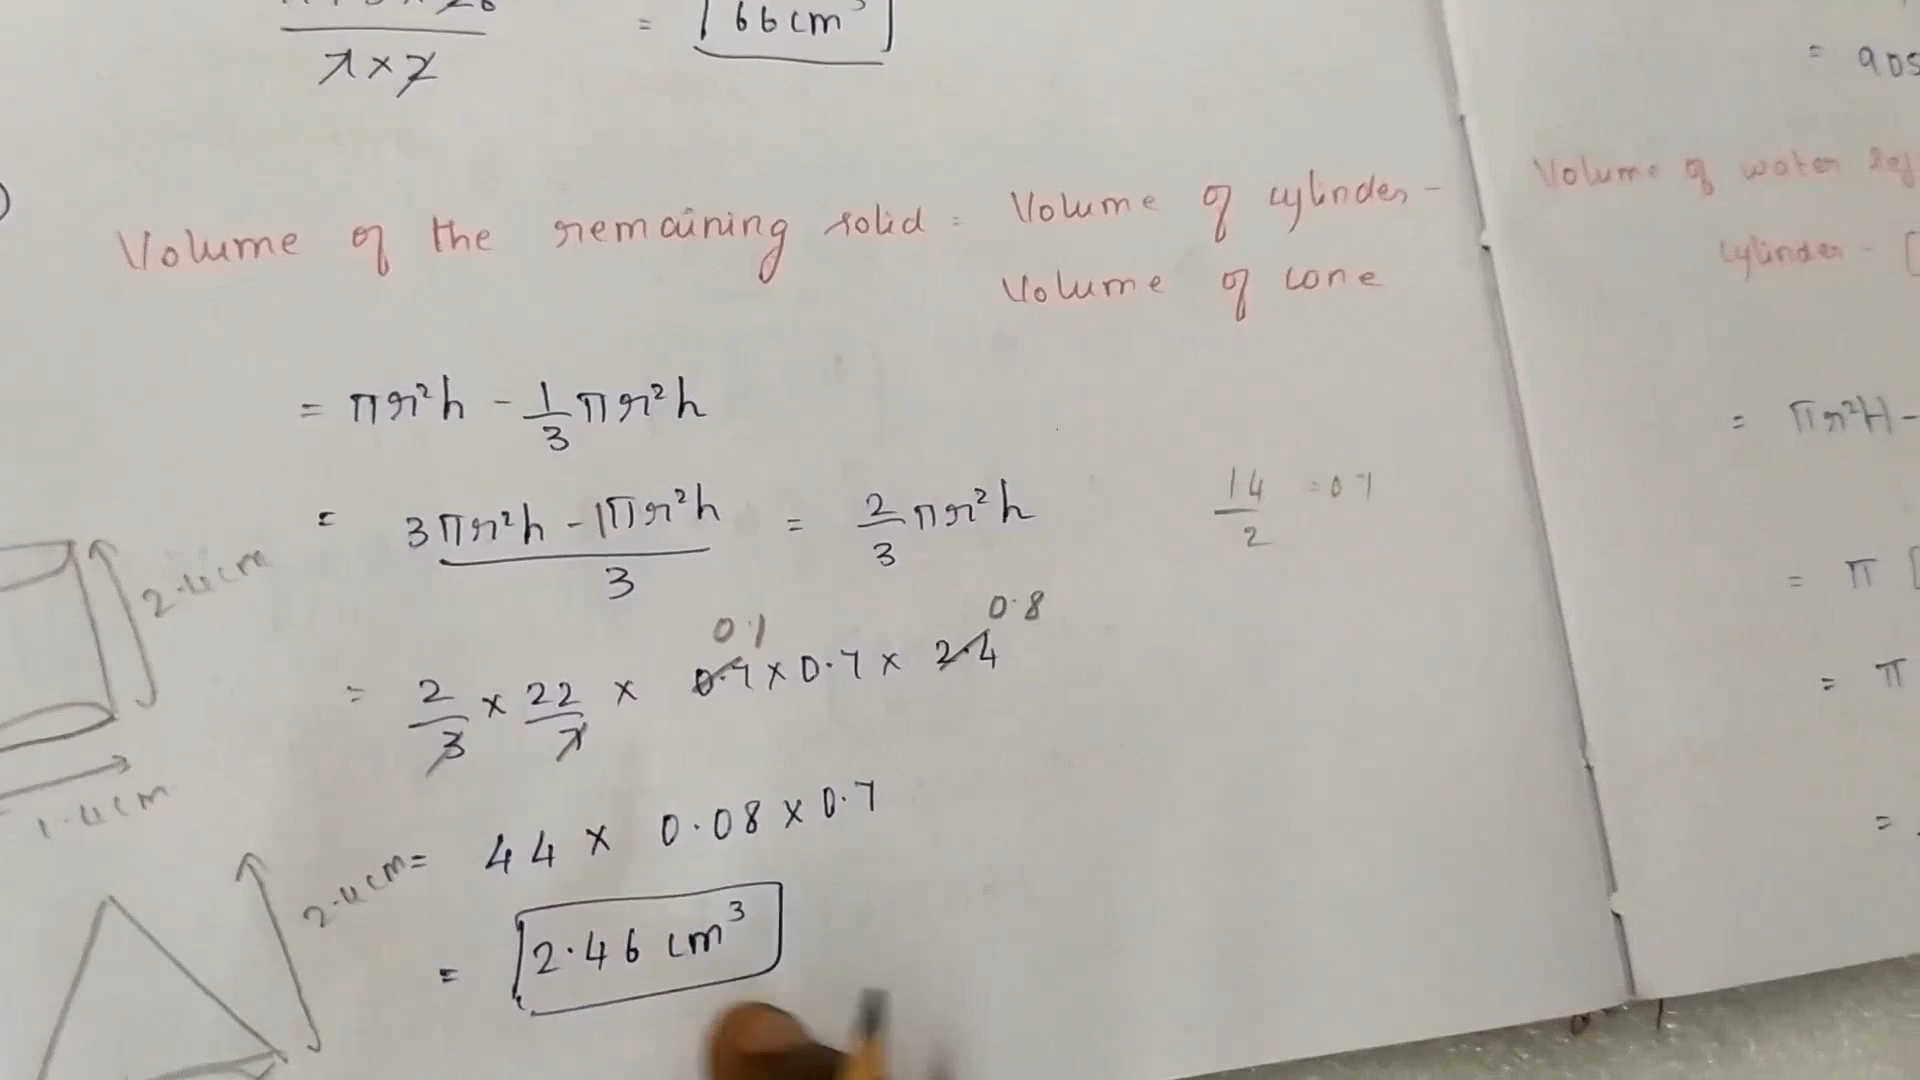 = 66 cm³
7 × 2
= 905
Volume of the remaining solid = Volume of cylinder -
Volume of cone
= πr²h - 1/3 πr²h
= 3πr²h - 1πr²h / 3 = 2/3 πr²h
14/2 = 0 7
2.4cm
0.1 0.8
= 2/3 × 22/7 × 0.7 × 0.7 × 2.4
1.4cm
= 44 × 0.08 × 0.7
2.4cm
= 2.46 cm³
Volume of water
cylinder - [
= πr²H -
= π [
= π
=